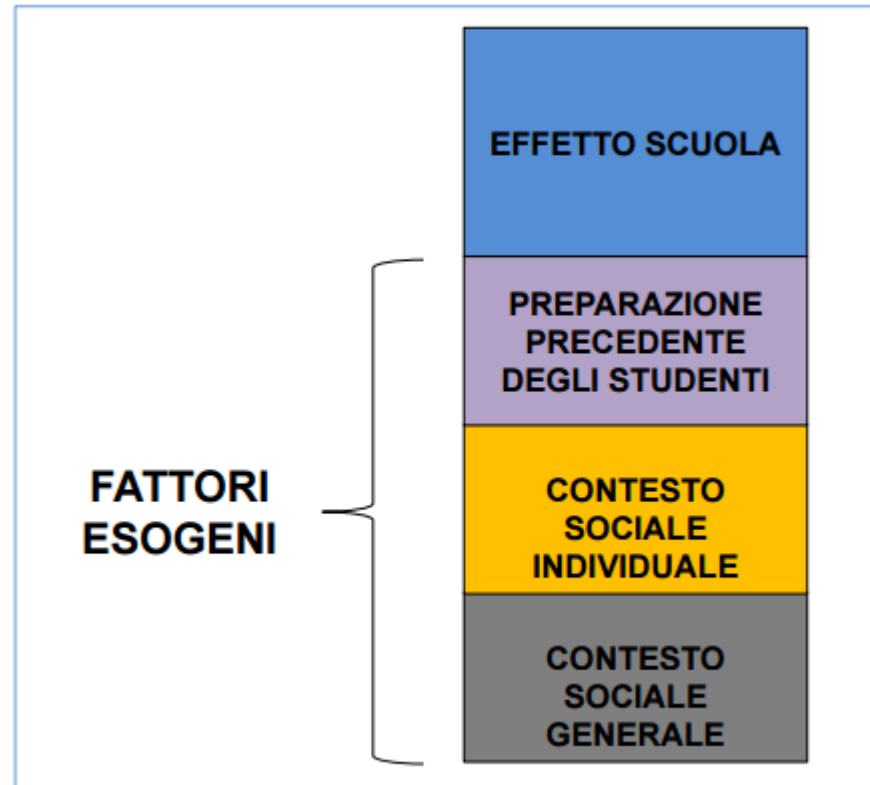 EFFETTO SCUOLA
PREPARAZIONE
PRECEDENTE
DEGLI STUDENTI
FATTORI
ESOGENI
CONTESTO
SOCIALE
INDIVIDUALE
CONTESTO
SOCIALE
GENERALE